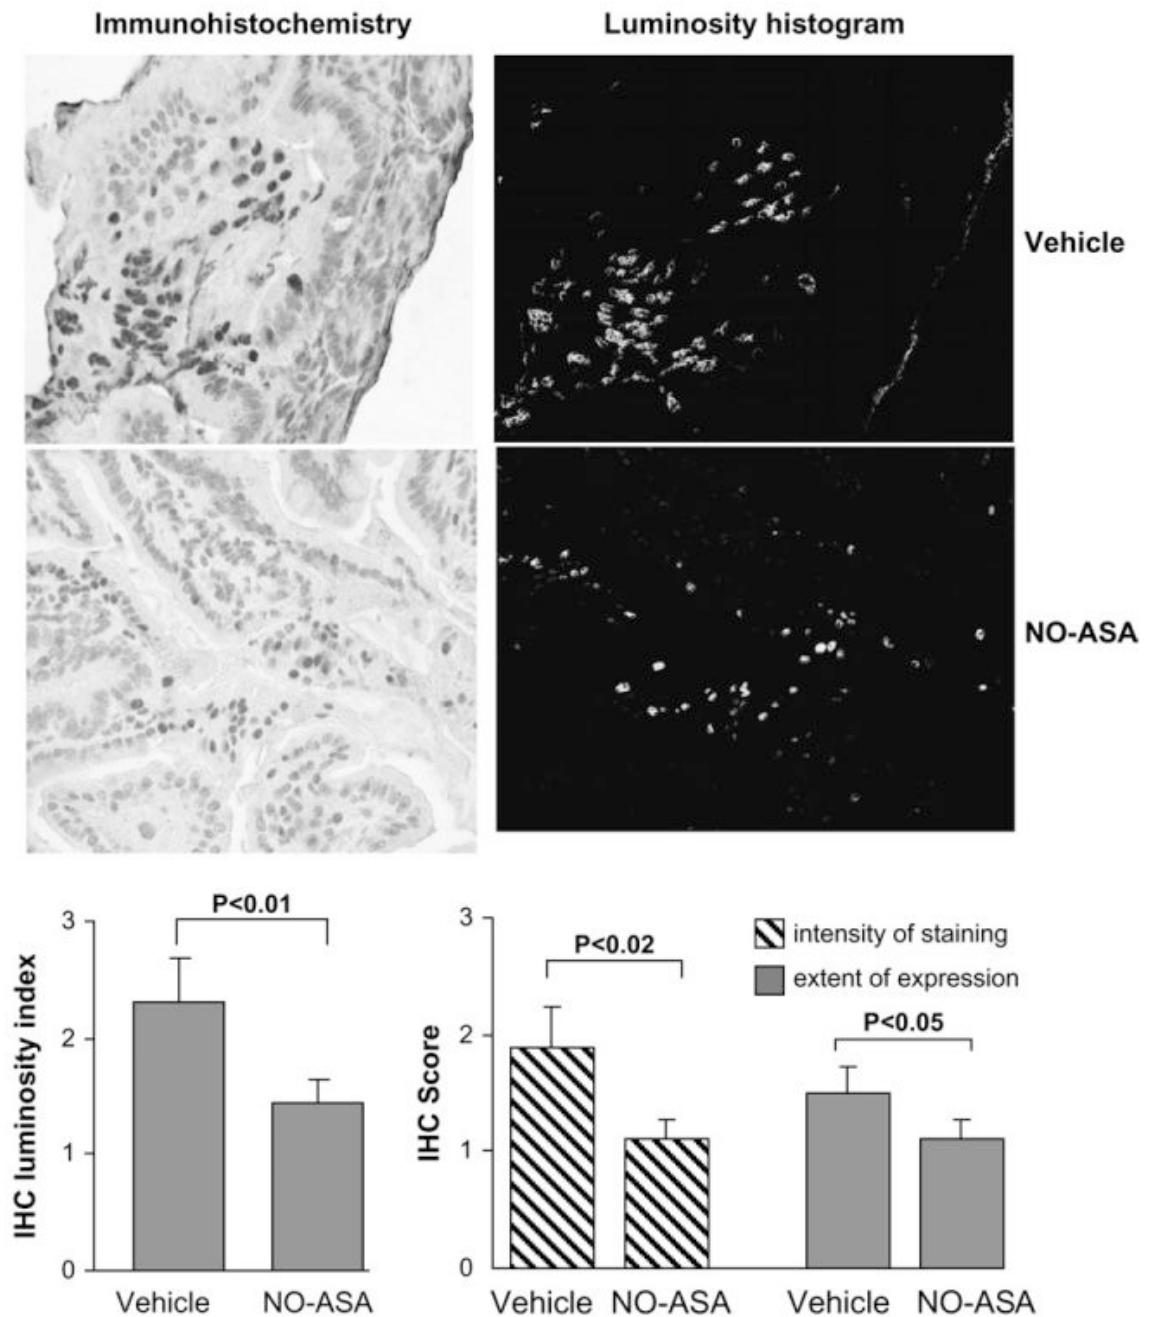 Immunohistochemistry
Luminosity histogram
Vehicle
NO-ASA
P<0.01
3
2
1
0
IHC luminosity index
Vehicle
NO-ASA
P<0.02
intensity of staining
extent of expression
P<0.05
3
2
1
0
IHC Score
Vehicle
NO-ASA
Vehicle
NO-ASA